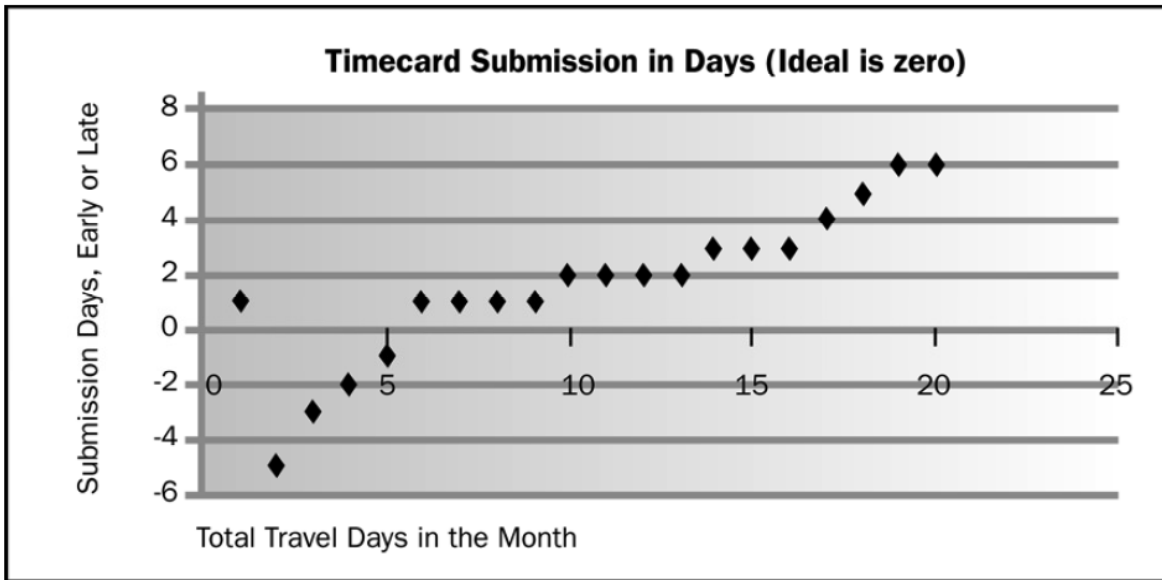 Timecard Submission in Days (Ideal is zero)
Submission Days, Early or Late
8
6
4
2
0
-2
-4
-6
0 5 10 15 20 25
Total Travel Days in the Month